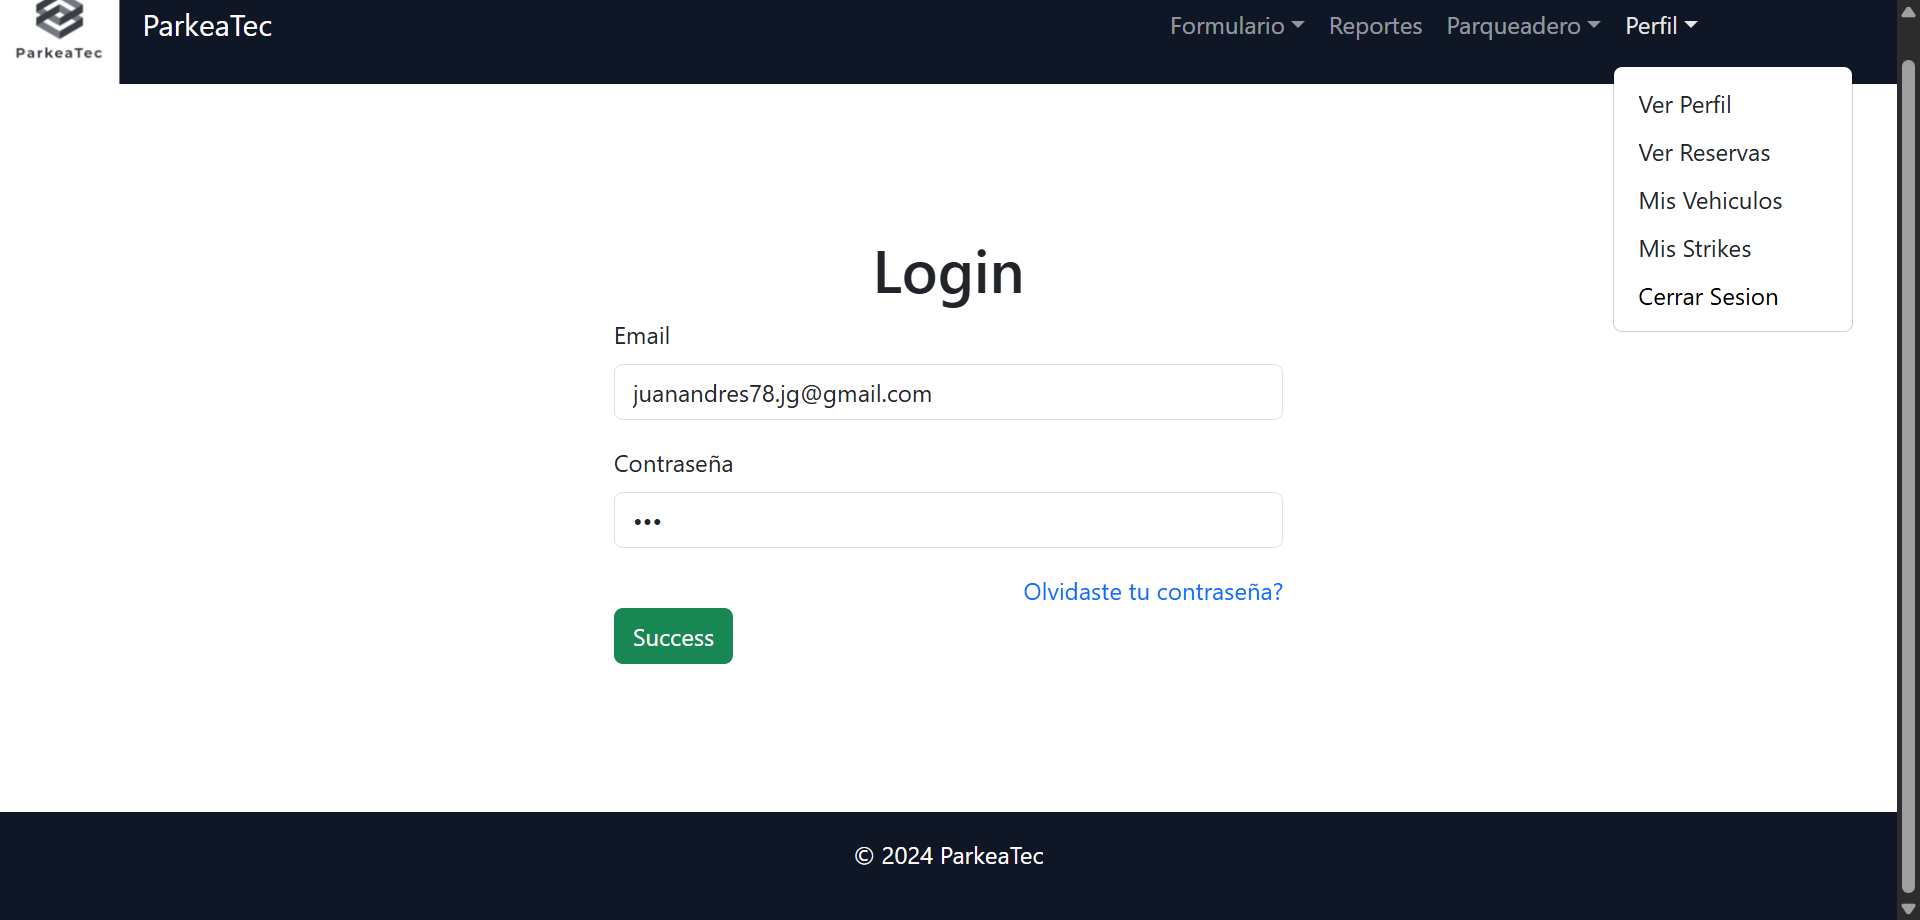 ParkeaTec
ParkeaTec Formulario Reportes Parqueadero Perfil
Ver Perfil
Ver Reservas
Mis Vehiculos
Mis Strikes
Cerrar Sesion
Login
Email
juanandres78.jg@gmail.com
Contraseña
•••
Olvidaste tu contraseña?
Success
© 2024 ParkeaTec